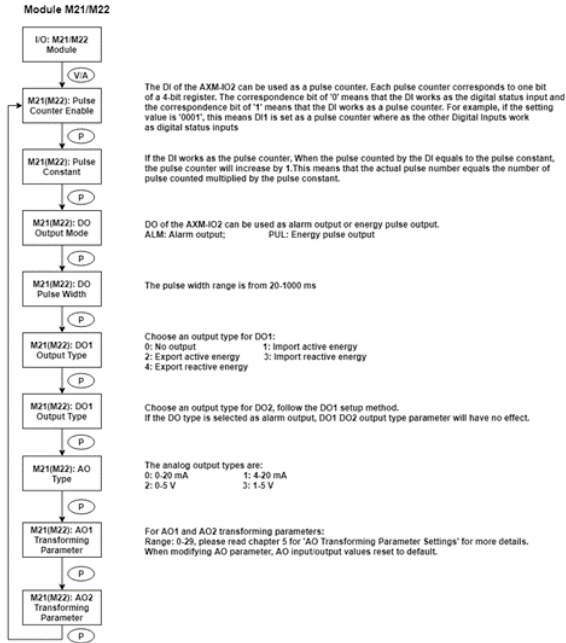 Module M21/M22
I/O: M21/M22
Module
V/A
M21(M22): Pulse
Counter Enable
The DI of the AXM-IO2 can be used as a pulse counter. Each pulse counter corresponds to one bit
of a 4-bit register. The correspondence bit of '0' means that the DI works as the digital status input and
the correspondence bit of '1' means that the DI works as a pulse counter. For example, if the setting
value is '0001', this means DI1 is set as a pulse counter where as the other Digital Inputs work
as digital status inputs
P
M21(M22): Pulse
Constant
If the DI works as the pulse counter, When the pulse counted by the DI equals to the pulse constant,
the pulse counter will increase by 1.This means that the actual pulse number equals the number of
pulse counted multiplied by the pulse constant.
P
M21(M22): DO
Output Mode
DO of the AXM-IO2 can be used as alarm output or energy pulse output.
ALM: Alarm output; PUL: Energy pulse output
P
M21(M22): DO
Pulse Width
The pulse width range is from 20-1000 ms
P
M21(M22): DO1
Output Type
Choose an output type for DO1:
0: No output 1: Import active energy
2: Export active energy 3: Import reactive energy
4: Export reactive energy
P
M21(M22): DO1
Output Type
Choose an output type for DO2, follow the DO1 setup method.
If the DO type is selected as alarm output, DO1 DO2 output type parameter will have no effect.
P
M21(M22): AO
Type
The analog output types are:
0: 0-20 mA 1: 4-20 mA
2: 0-5 V 3: 1-5 V
P
M21(M22): AO1
Transforming
Parameter
For AO1 and AO2 transforming parameters:
Range: 0-29, please read chapter 5 for 'AO Transforming Parameter Settings' for more details.
When modifying AO parameter, AO input/output values reset to default.
P
M21(M22): AO2
Transforming
Parameter
P